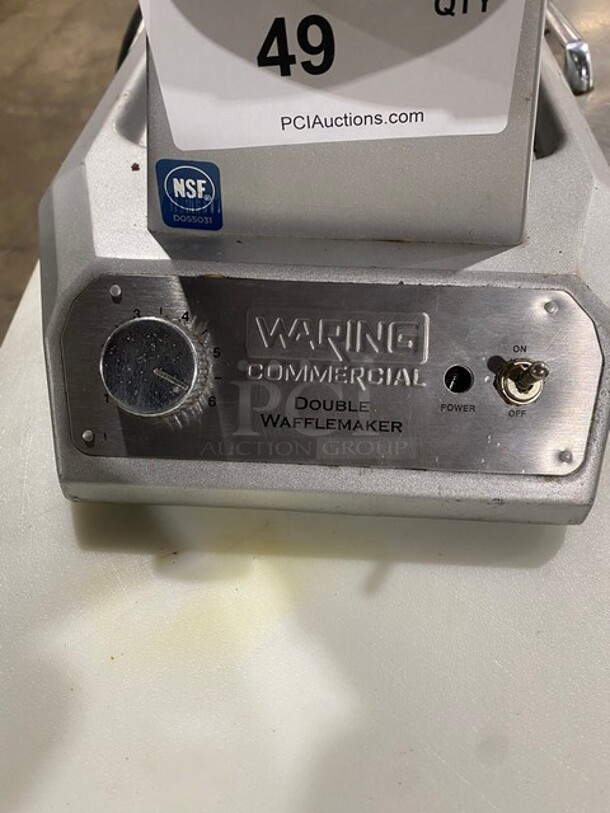 QTY
49
PCIAuctions.com
NSF
D055031
3 4
5
1
6
WARING
COMMERCIAL
DOUBLE
WAFFLEMAKER
POWER
ON
OFF
PCI
AUCTION GROUP